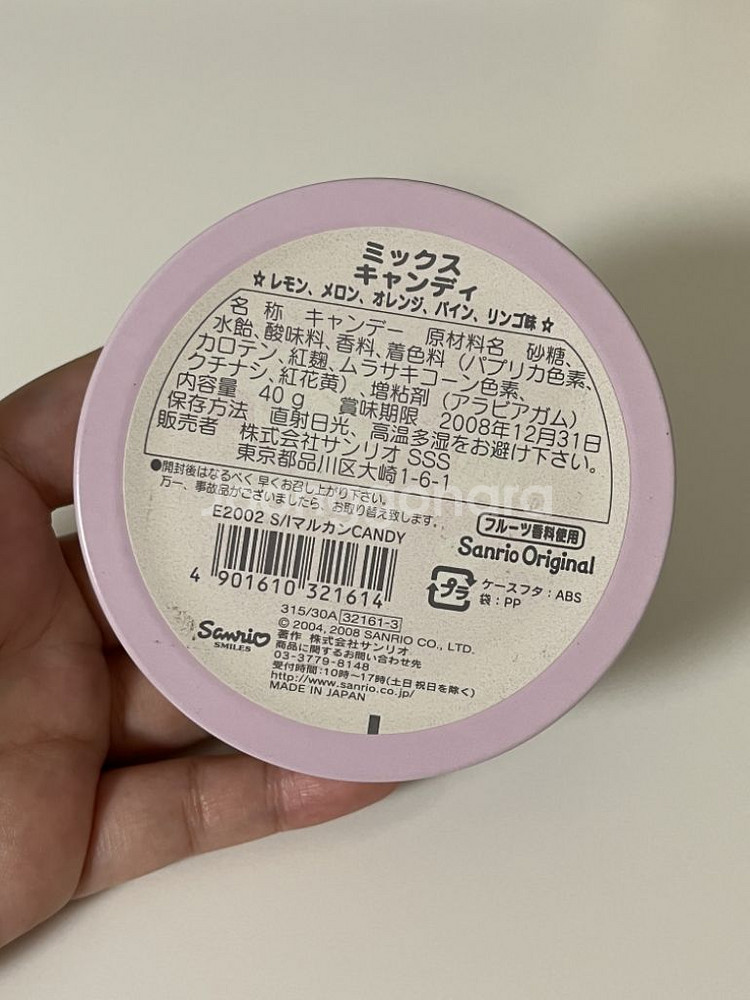 ミックス
キャンディ
☆レモン、メロン、オレンジ、パイン、リンゴ味☆
名 称 キャンデー 原材料名 砂糖、
水飴、酸味料、香料、着色料(パプリカ色素、
カロテン、紅麹、ムラサキコーン色素、
クチナシ、紅花黄)、増粘剤(アラビアガム)
内容量 40g 賞味期限 2008年12月31日
保存方法 直射日光、高温多湿をお避け下さい。
販売者 株式会社サンリオ SSS
東京都品川区大崎1-6-1
●開封後はなるべく早くお召し上がり下さい。
万一、事故品がございましたら、お取り替え致します。
E2002 S/IマルカンCANDY
4 901610 321614
フルーツ香料使用
Sanrio Original
プラ
ケースフタ:ABS
袋:PP
315/30A 32161-3
© 2004, 2008 SANRIO CO., LTD.
著作 株式会社サンリオ
商品に関するお問い合わせ先
03-3779-8148
受付時間:10時~17時(土日祝日を除く)
http://www.sanrio.co.jp/
MADE IN JAPAN
Sanrio
SMILES